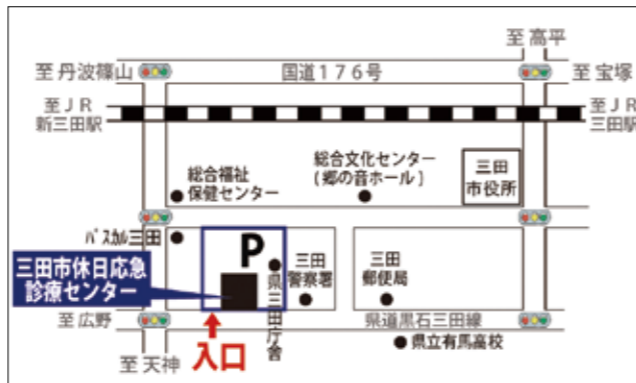 至 高平
至 丹波篠山
国道176号
至 宝塚
至 J R
新三田駅
至 J R
三田駅
総合福祉
保健センター
総合文化センター
(郷の音ホール)
三田
市役所
パスカル三田
P
三田市休日応急
診療センター
県三田庁舎
三田
警察署
三田
郵便局
至 広野
入口
県道黒石三田線
県立有馬高校
至 天神